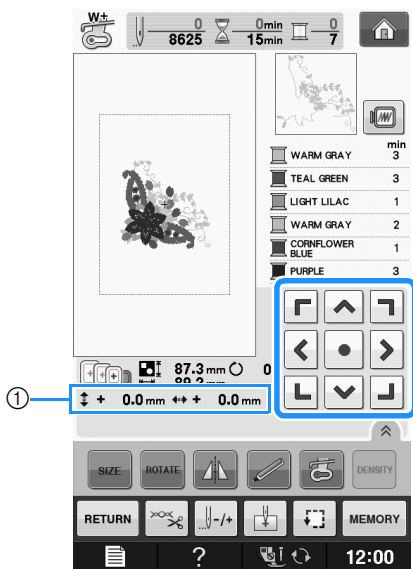 W±
0
8625
0min
15min
0
7
min
WARM GRAY 3
TEAL GREEN 3
LIGHT LILAC 1
WARM GRAY 2
CORNFLOWER
BLUE 1
PURPLE 3
87.3 mm 0
① + 0.0 mm + 0.0 mm
SIZE ROTATE DENSITY
RETURN -/+ MEMORY
? 12:00